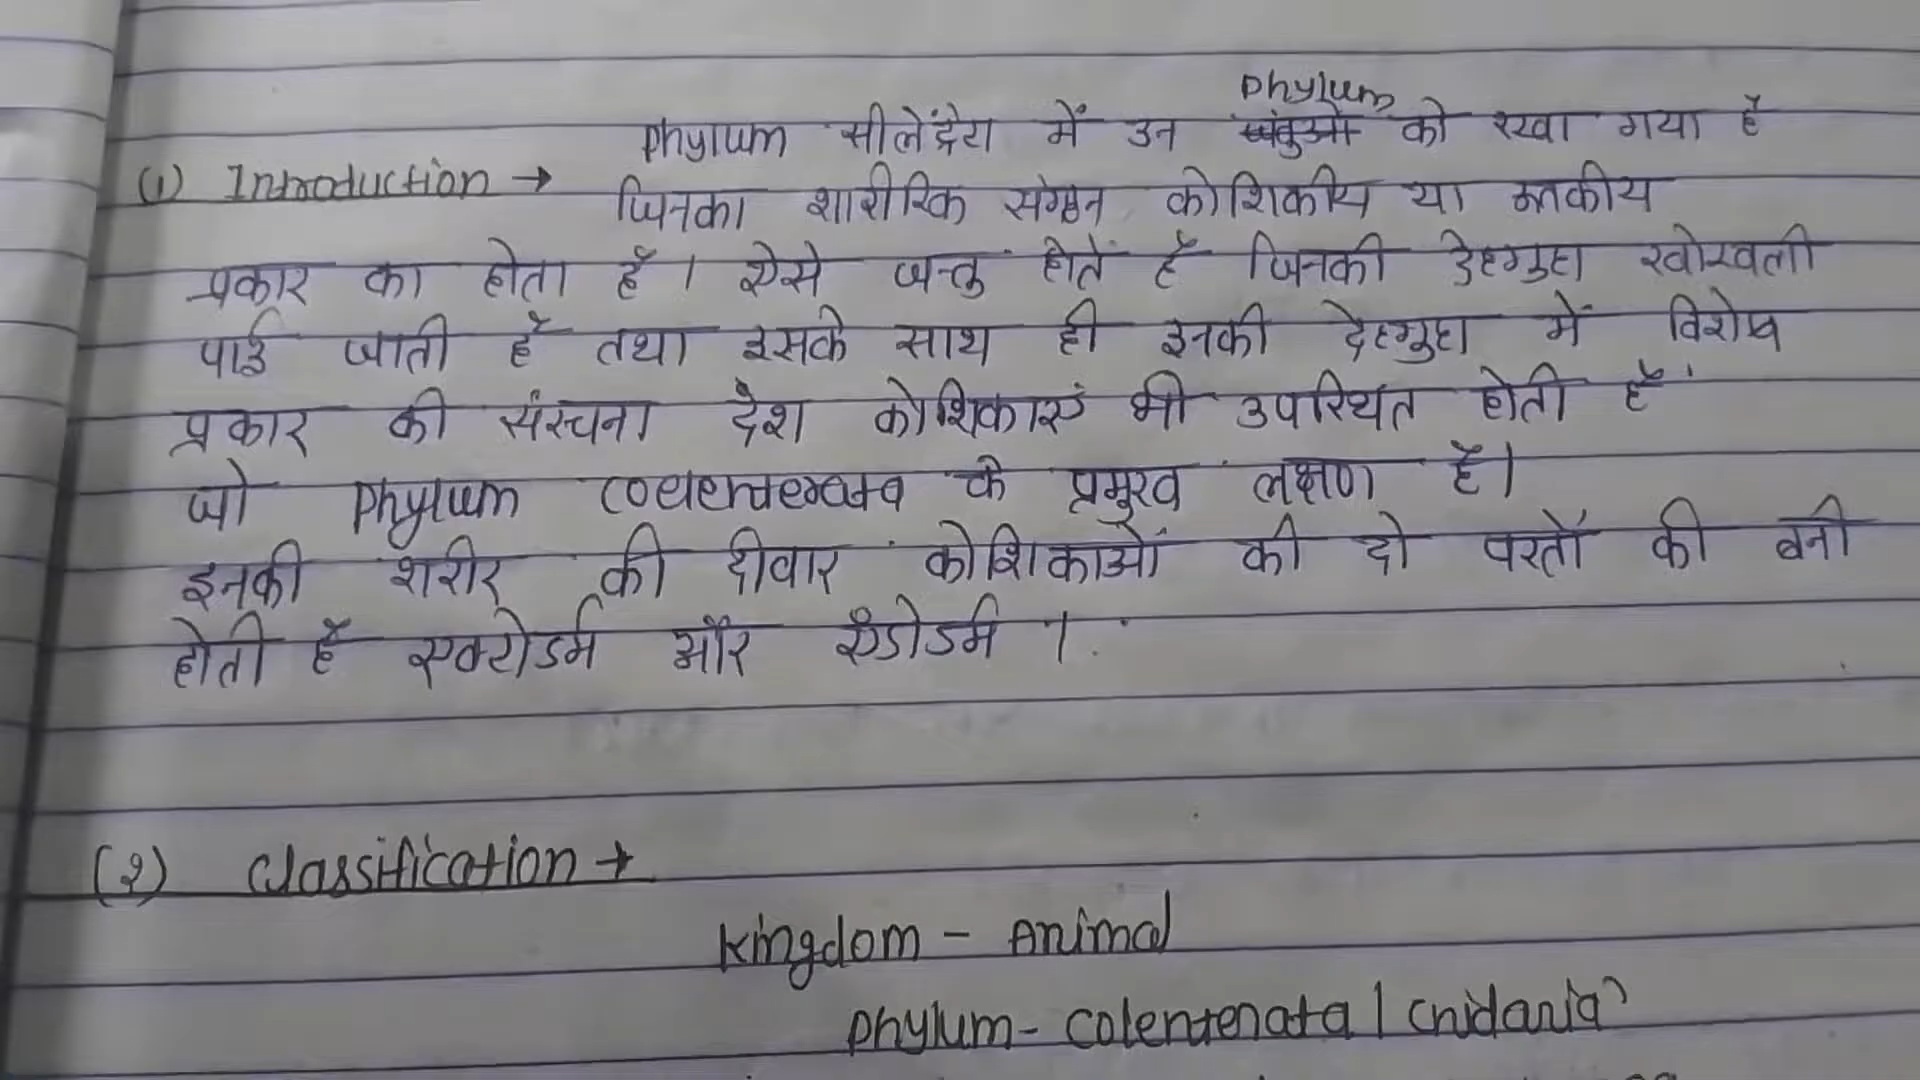 phylum
phylum सीलेंट्रेटा में उन जंतुओ को रखा गया है
(1) Introduction →
जिनका शारीरिक संगठन कोशिकीय या ऊतकीय
प्रकार का होता है । ऐसे जन्तु होते है जिनकी देहगुहा खोखली
पाई जाती है तथा इसके साथ ही इनकी देहगुहा में विशेष
प्रकार की संरचना दंश कोशिकाएं भी उपस्थित होती है
जो phylum coelenterata के प्रमुख लक्षण है।
इनकी शरीर की दीवार कोशिकाओं की दो परतों की बनी
होती है एक्टोडर्म और एंडोडर्म ।
(2) Classification →
Kingdom - Animal
phylum - Colentenata | Cnidaria